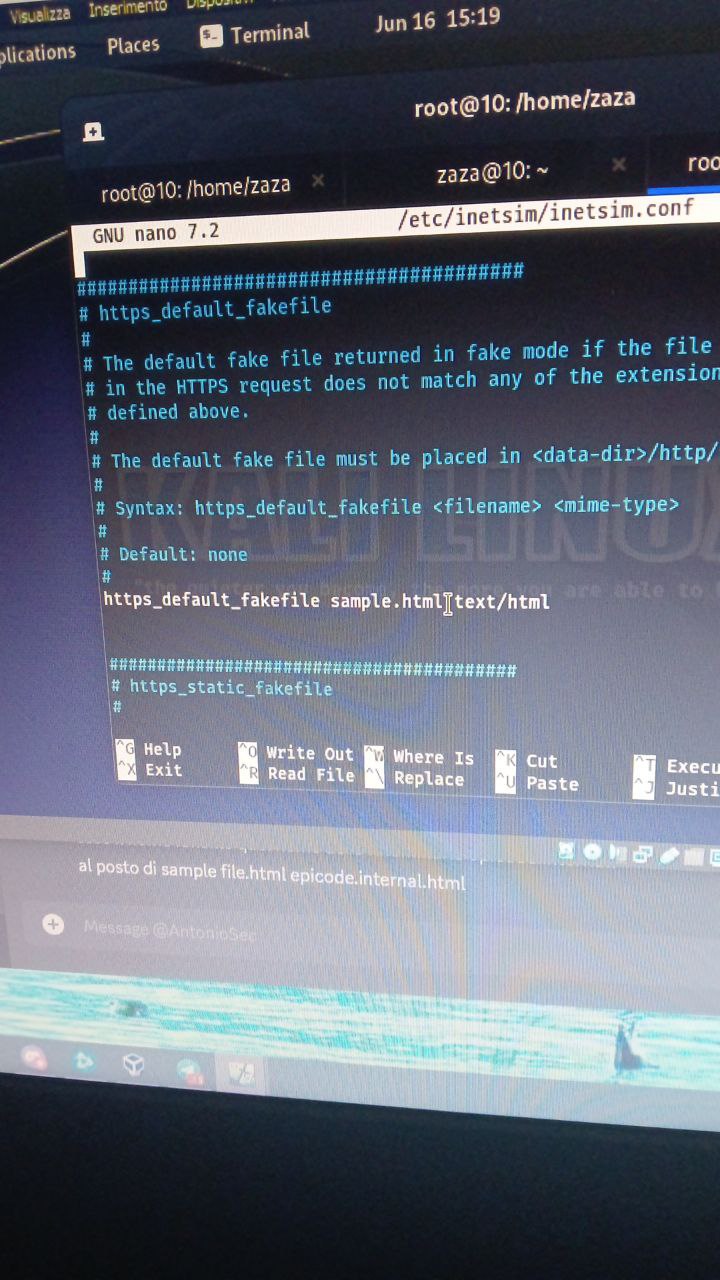 Visualizza Inserimento
plications Places Terminal Jun 16 15:19
root@10: /home/zaza
root@10: /home/zaza × zaza@10: ~ × roo
GNU nano 7.2 /etc/inetsim/inetsim.conf
#########################################
# https_default_fakefile
#
# The default fake file returned in fake mode if the file
# in the HTTPS request does not match any of the extension
# defined above.
#
# The default fake file must be placed in <data-dir>/http/
#
# Syntax: https_default_fakefile <filename> <mime-type>
#
# Default: none
#
https_default_fakefile sample.html text/html
#########################################
# https_static_fakefile
#
^G Help ^O Write Out ^W Where Is ^K Cut ^T Execu
^X Exit ^R Read File ^\ Replace ^U Paste ^J Justi
KALI LINUX
al posto di sample file.html epicode.internal.html
Message @AntonioSec